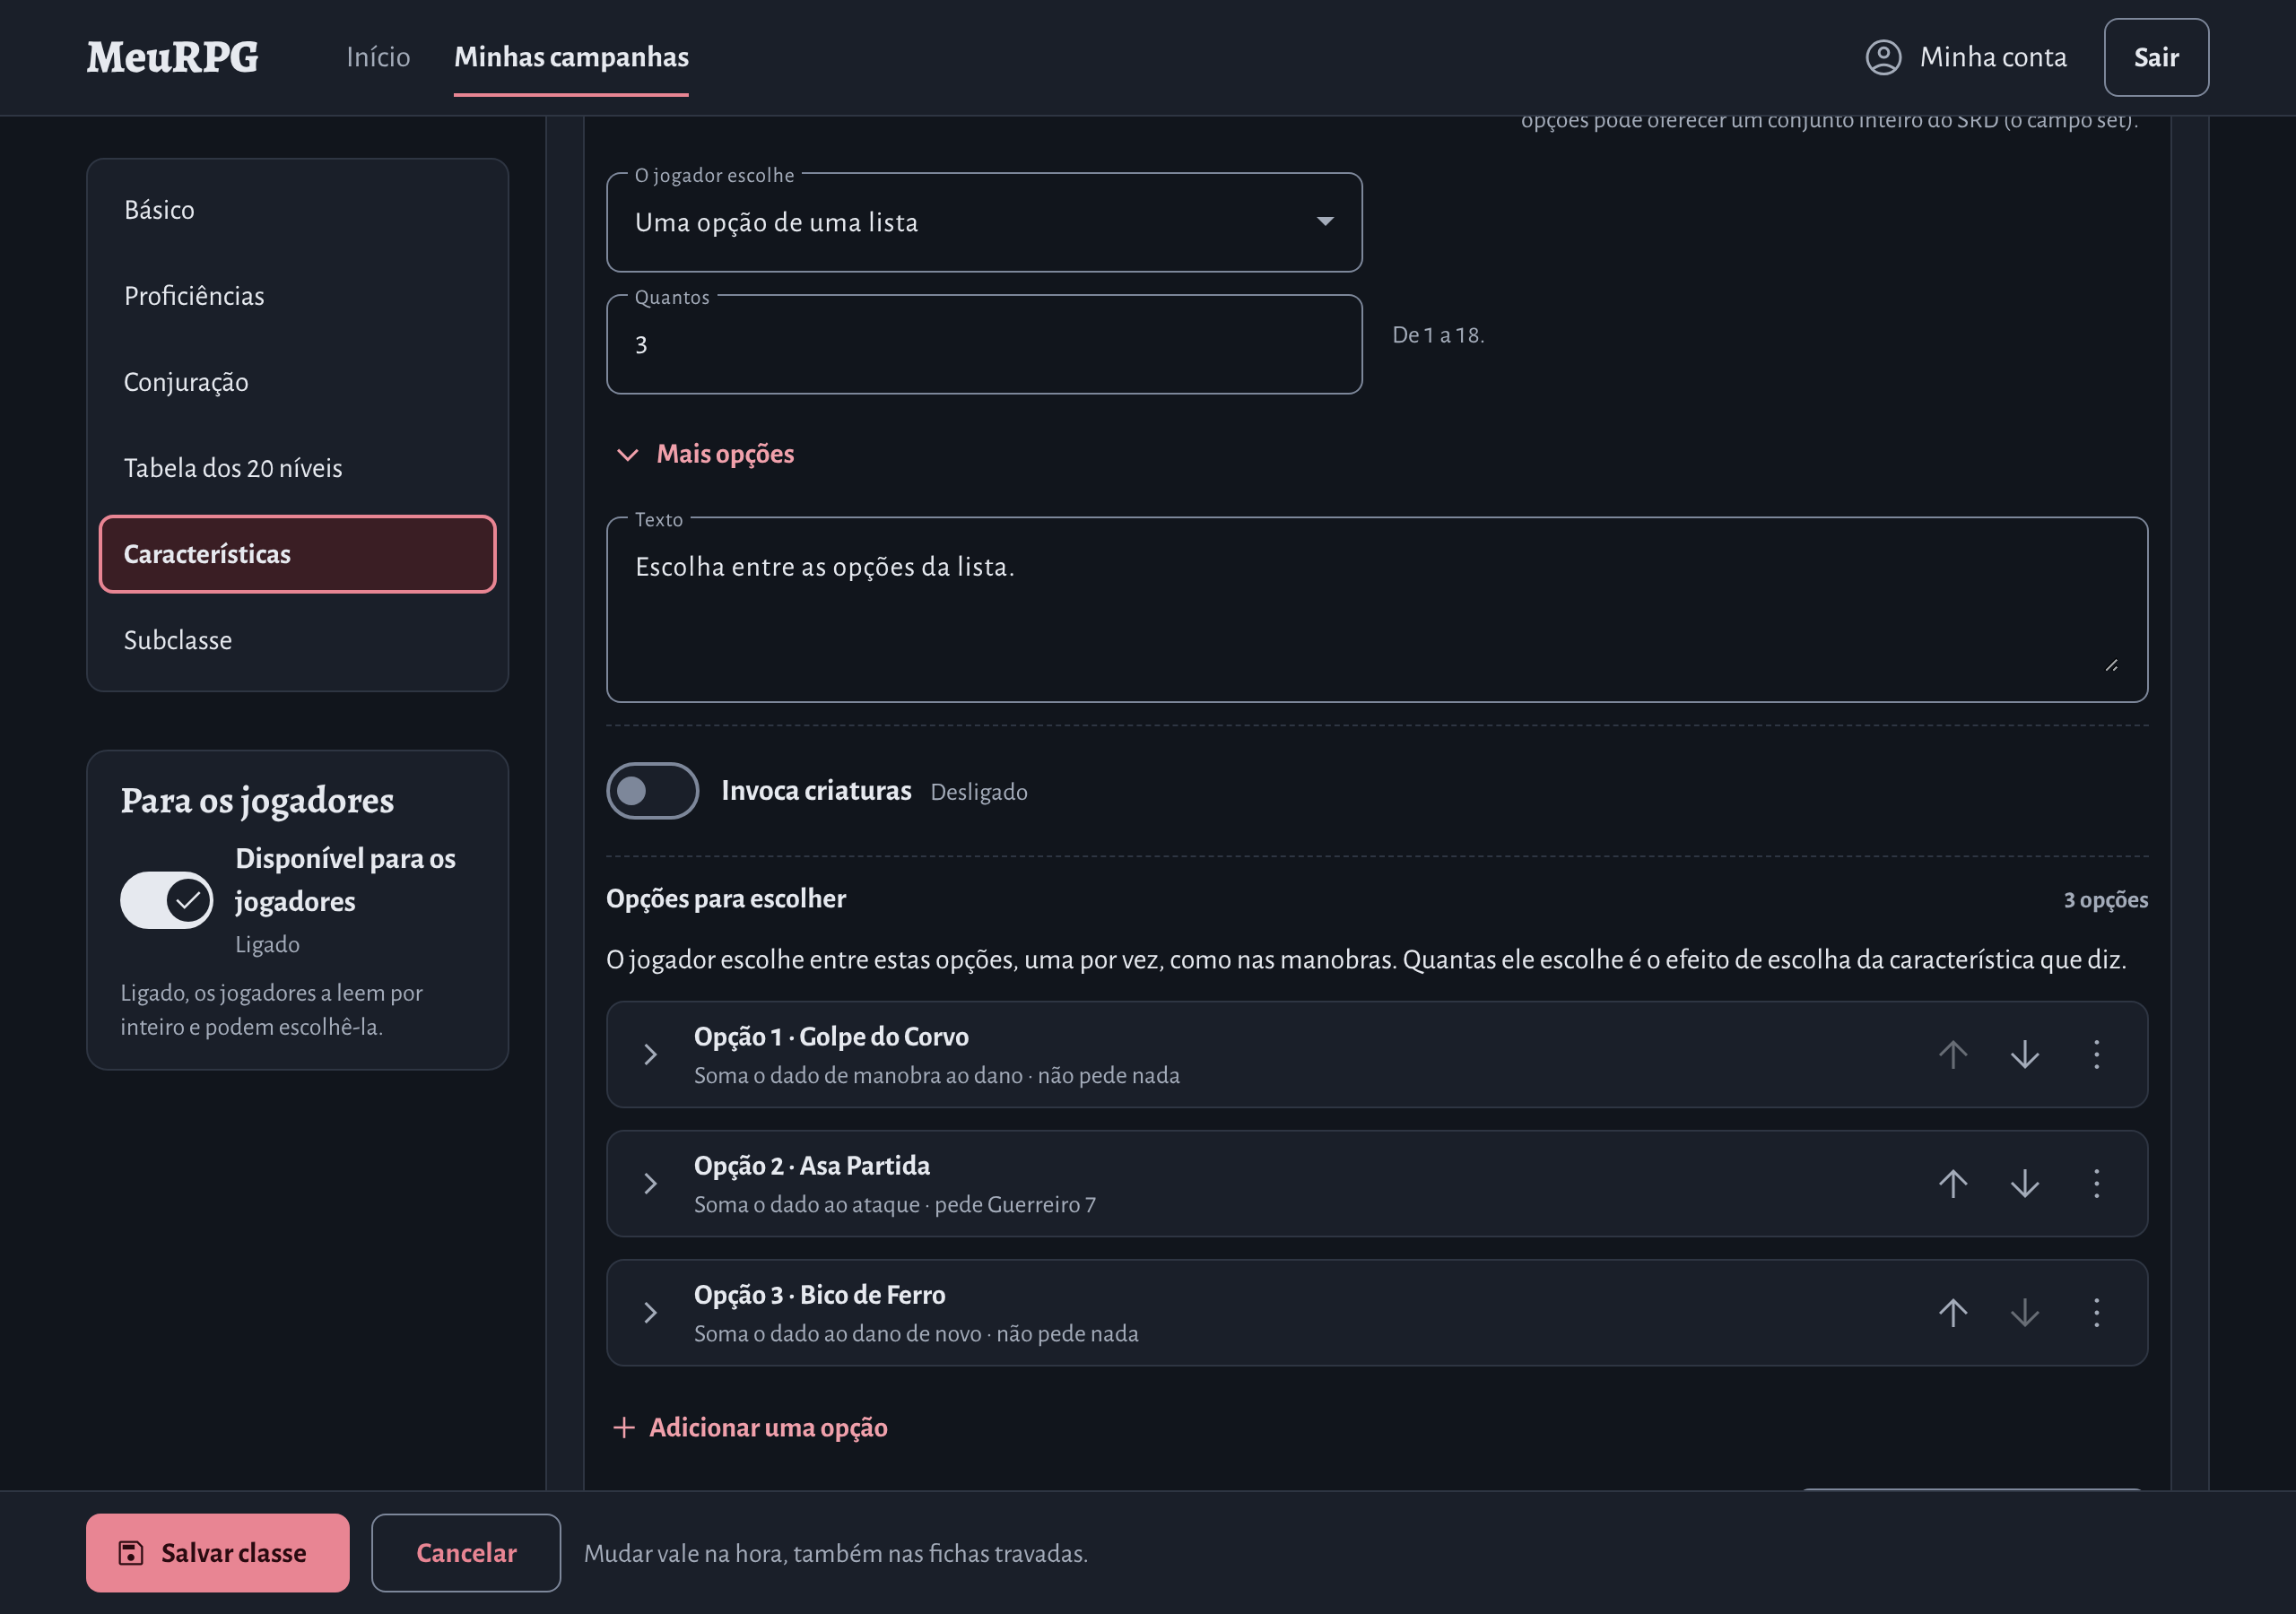 MeuRPG
Início
Minhas campanhas
Minha conta
Sair
opções pode oferecer um conjunto inteiro do SRD (o campo set).
Básico
Proficiências
Conjuração
Tabela dos 20 níveis
Características
Subclasse
Para os jogadores
Disponível para os
jogadores
Ligado
Ligado, os jogadores a leem por
inteiro e podem escolhê-la.
O jogador escolhe
Uma opção de uma lista
Quantos
3
De 1 a 18.
Mais opções
Texto
Escolha entre as opções da lista.
Invoca criaturas
Desligado
Opções para escolher
3 opções
O jogador escolhe entre estas opções, uma por vez, como nas manobras. Quantas ele escolhe é o efeito de escolha da característica que diz.
Opção 1 · Golpe do Corvo
Soma o dado de manobra ao dano · não pede nada
Opção 2 · Asa Partida
Soma o dado ao ataque · pede Guerreiro 7
Opção 3 · Bico de Ferro
Soma o dado ao dano de novo · não pede nada
Adicionar uma opção
Salvar classe
Cancelar
Mudar vale na hora, também nas fichas travadas.